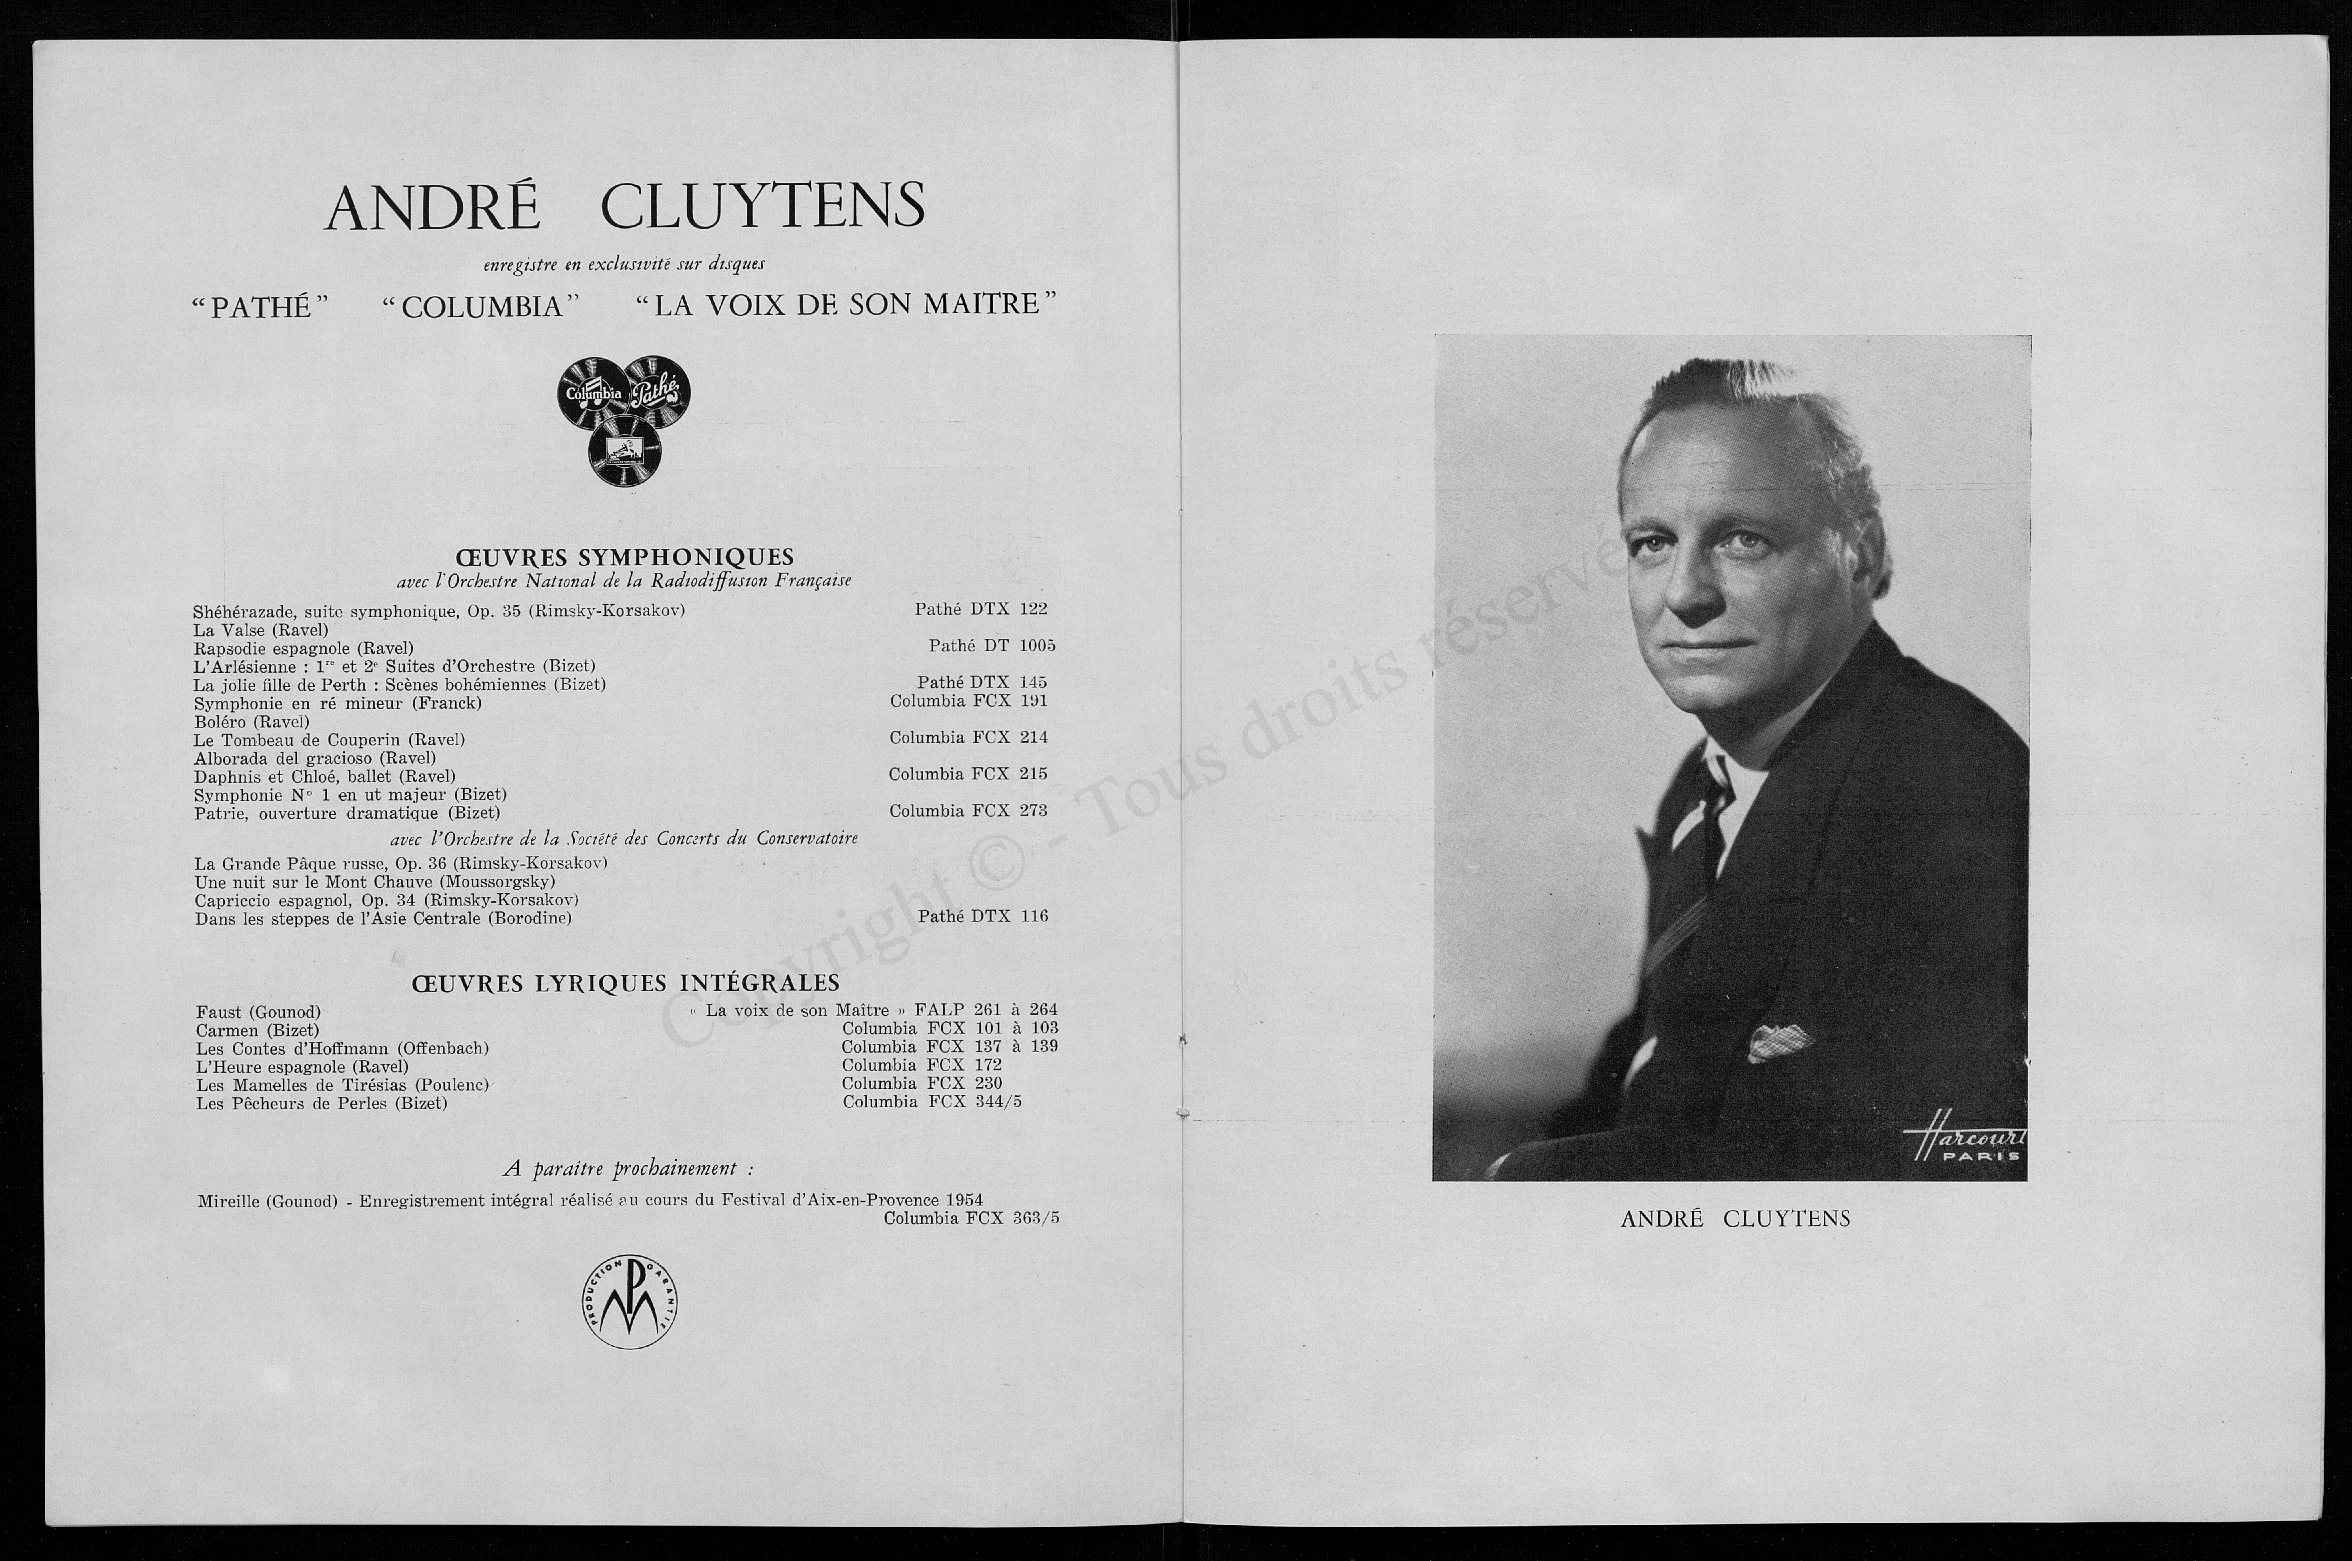 ANDRÉ CLUYTENS
enregistre en exclusivité sur disques
“PATHÉ” “COLUMBIA” “LA VOIX DE SON MAITRE”
Columbia Pathé
ŒUVRES SYMPHONIQUES
avec l'Orchestre National de la Radiodiffusion Française
Shéhérazade, suite symphonique, Op. 35 (Rimsky-Korsakov) Pathé DTX 122
La Valse (Ravel)
Rapsodie espagnole (Ravel) Pathé DT 1005
L'Arlésienne : 1re et 2e Suites d'Orchestre (Bizet)
La jolie fille de Perth : Scènes bohémiennes (Bizet) Pathé DTX 145
Symphonie en ré mineur (Franck) Columbia FCX 191
Boléro (Ravel)
Le Tombeau de Couperin (Ravel) Columbia FCX 214
Alborada del gracioso (Ravel)
Daphnis et Chloé, ballet (Ravel) Columbia FCX 215
Symphonie N° 1 en ut majeur (Bizet)
Patrie, ouverture dramatique (Bizet) Columbia FCX 273
avec l'Orchestre de la Société des Concerts du Conservatoire
La Grande Pâque russe, Op. 36 (Rimsky-Korsakov)
Une nuit sur le Mont Chauve (Moussorgsky)
Capriccio espagnol, Op. 34 (Rimsky-Korsakov)
Dans les steppes de l'Asie Centrale (Borodine) Pathé DTX 116
ŒUVRES LYRIQUES INTÉGRALES
Faust (Gounod) « La voix de son Maître » FALP 261 à 264
Carmen (Bizet) Columbia FCX 101 à 103
Les Contes d'Hoffmann (Offenbach) Columbia FCX 137 à 139
L'Heure espagnole (Ravel) Columbia FCX 172
Les Mamelles de Tirésias (Poulenc) Columbia FCX 230
Les Pêcheurs de Perles (Bizet) Columbia FCX 344/5
A paraître prochainement :
Mireille (Gounod) - Enregistrement intégral réalisé au cours du Festival d'Aix-en-Provence 1954
Columbia FCX 363/5
PRODUCTION GARANTIE
PM
Copyright © - Tous droits réservé
Harcourt
PARIS
ANDRÉ CLUYTENS